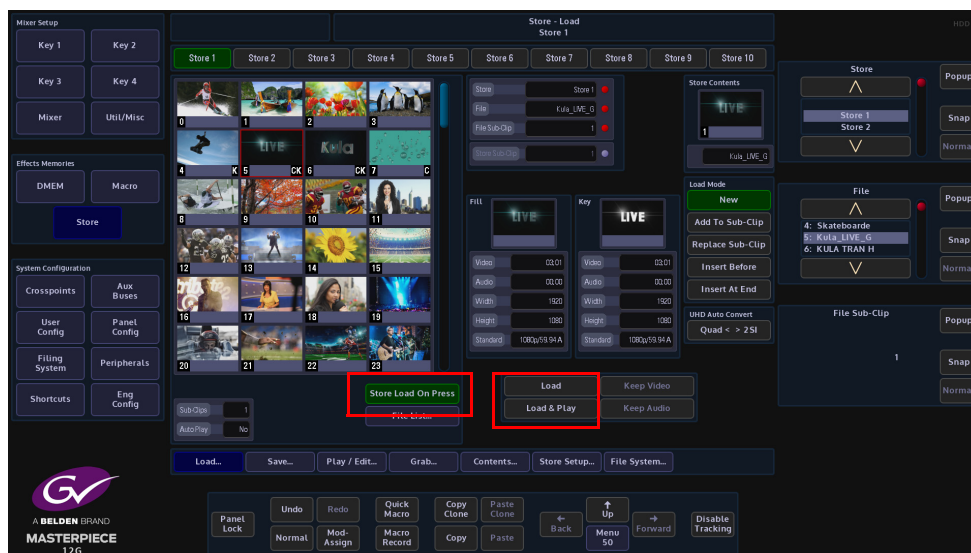 Mixer Setup
Key 1
Key 2
Key 3
Key 4
Mixer
Util/Misc
Effects Memories
DMEM
Macro
Store
System Configuration
Crosspoints
Aux
Buses
User
Config
Panel
Config
Filing
System
Peripherals
Shortcuts
Eng
Config
GV
A BELDEN BRAND
MASTERPIECE
12G
Store - Load
Store 1
Store 1
Store 2
Store 3
Store 4
Store 5
Store 6
Store 7
Store 8
Store 9
Store 10
0
1
2
3
LIVE
Kula
4 K
5 CK
6 CK
7 C
8
9
10
11
12
13
14
15
16
17
18
19
20
21
22
23
Sub-Clips 1
AutoPlay No
Store Load On Press
File List...
Store Store 1
File Kula_LIVE_G
File Sub-Clip 1
Store Sub Clip 1
Fill
LIVE
Video 03:01
Audio 00:00
Width 1920
Height 1080
Standard 1080p/59.94 A
Key
LIVE
Video 03:01
Audio 00:00
Width 1920
Height 1080
Standard 1080p/59.94 A
Load
Keep Video
Load & Play
Keep Audio
Store Contents
LIVE
1
Kula_LIVE_G
Load Mode
New
Add To Sub-Clip
Replace Sub-Clip
Insert Before
Insert At End
UHD Auto Convert
Quad < > 2SI
Load...
Save...
Play / Edit...
Grab...
Contents...
Store Setup...
File System...
Panel
Lock
Undo
Redo
Normal
Mod-
Assign
Quick
Macro
Macro
Record
Copy
Clone
Paste
Clone
Copy
Paste
Back
Up
Menu
50
Forward
Disable
Tracking
HDD
Store
Store 1
Store 2
Popup
Snap
Norma
File
4: Skateboarde
5: Kula_LIVE_G
6: KULA TRAN H
Popup
Snap
Norma
File Sub-Clip
1
Popup
Snap
Norma